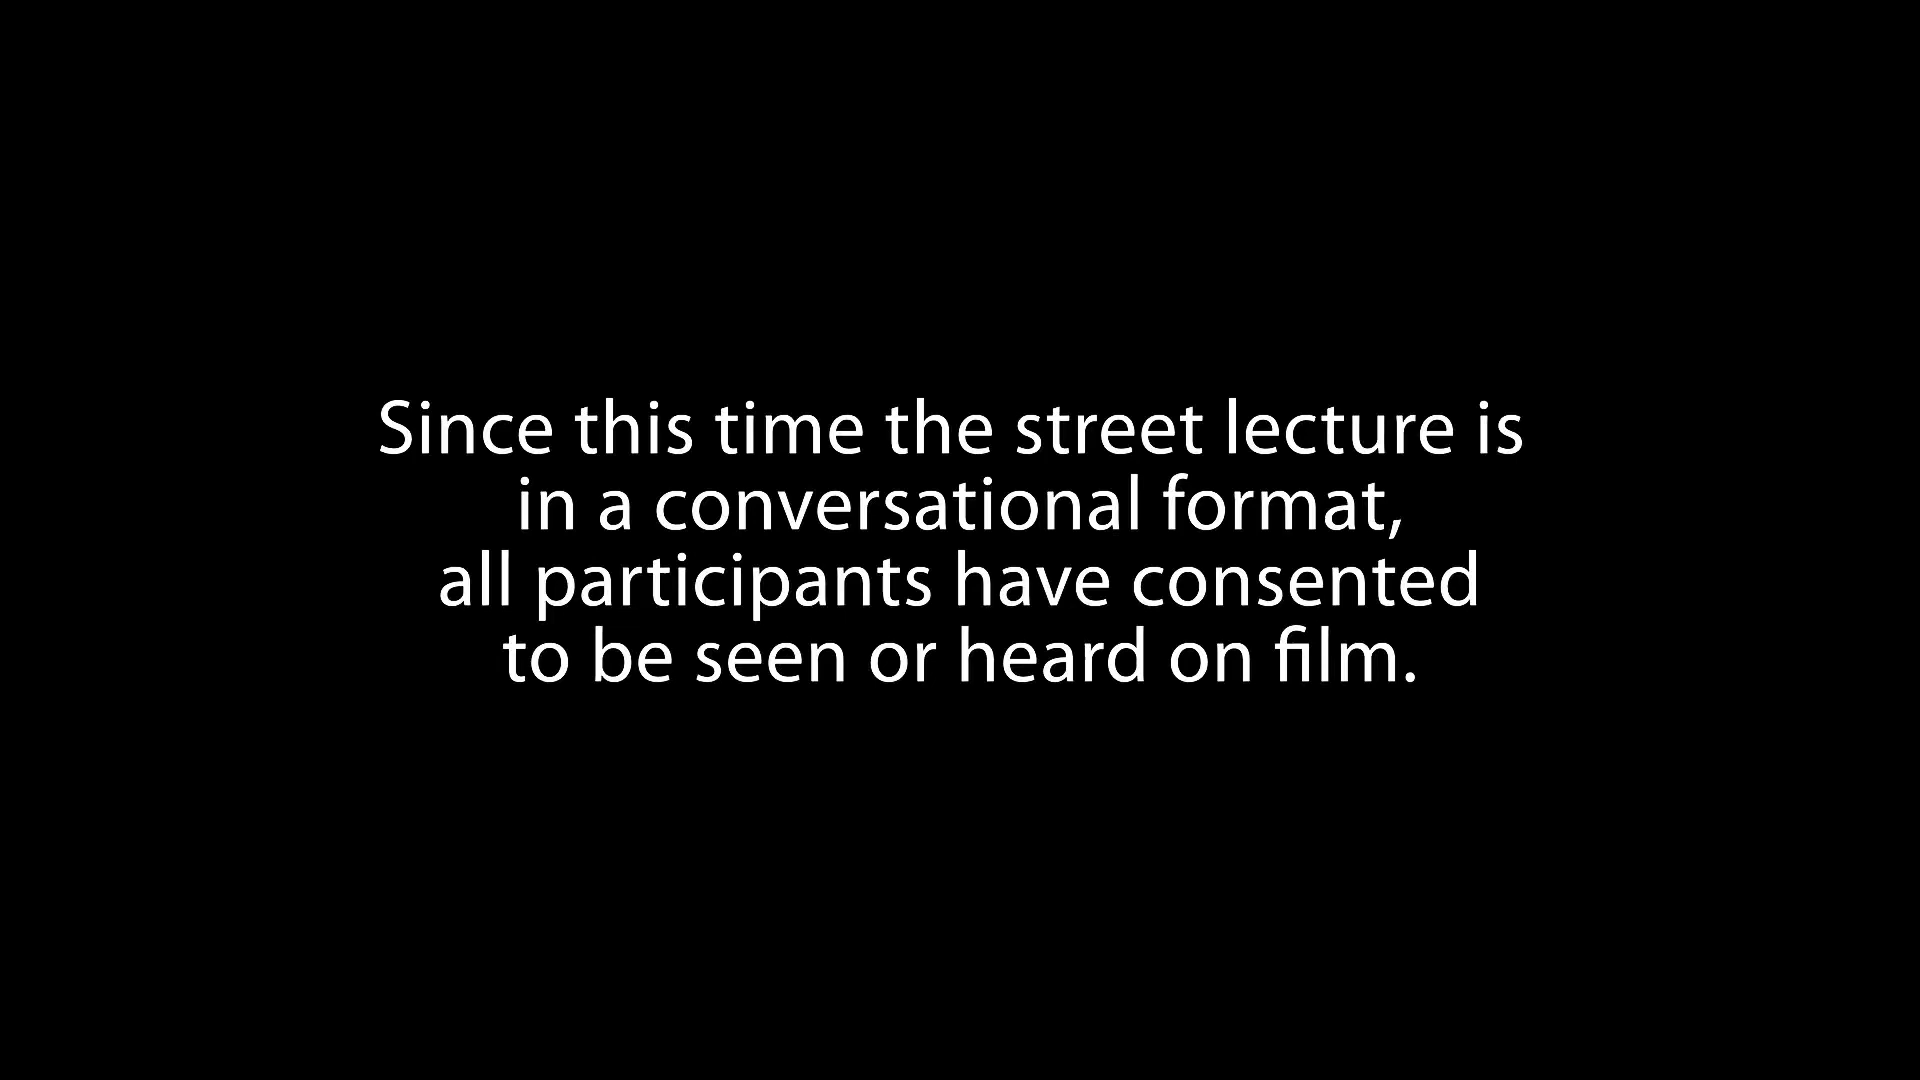 Since this time the street lecture is
in a conversational format,
all participants have consented
to be seen or heard on film.